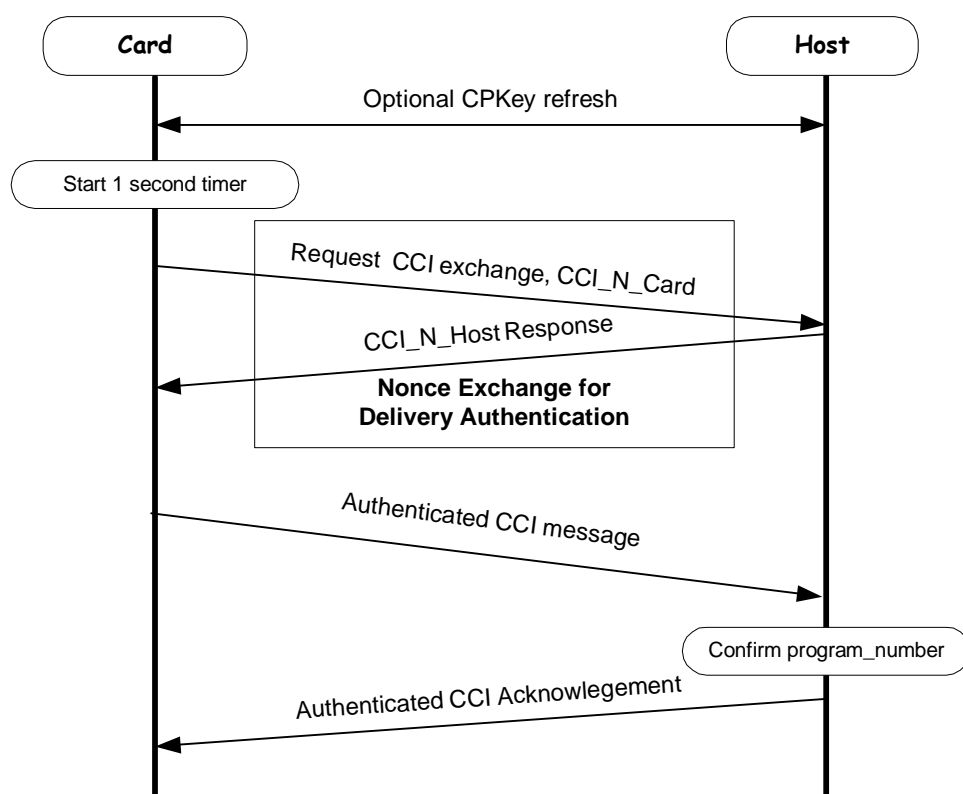 Card
Host
Optional CPKey refresh
Start 1 second timer
Request CCI exchange, CCI_N_Card
CCI_N_Host Response
Nonce Exchange for
Delivery Authentication
Authenticated CCI message
Confirm program_number
Authenticated CCI Acknowlegement